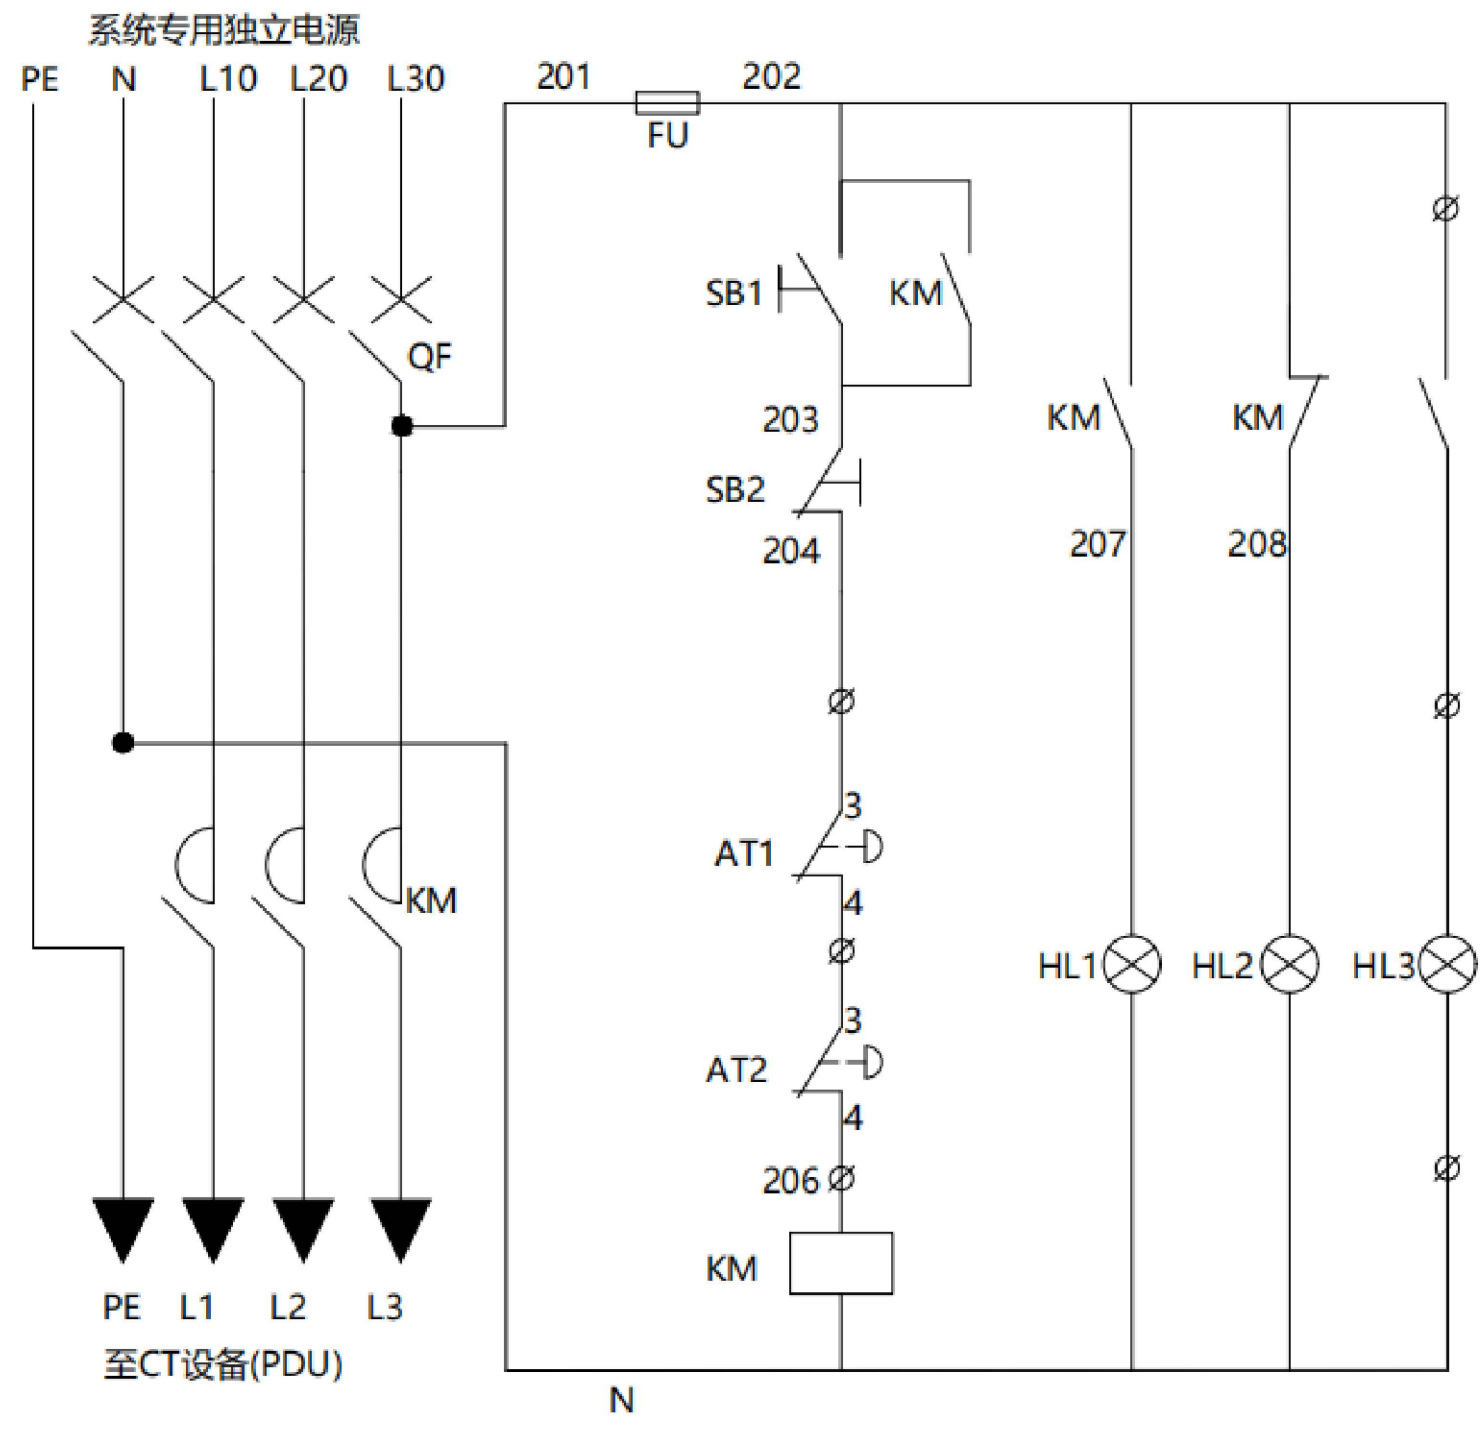 系统专用独立电源
PE N L10 L20 L30
201 202
FU
SB1 KM
QF
203
KM KM
SB2
204
207 208
3
AT1
4
KM
HL1 HL2 HL3
3
AT2
4
206
KM
PE L1 L2 L3
至CT设备(PDU)
N